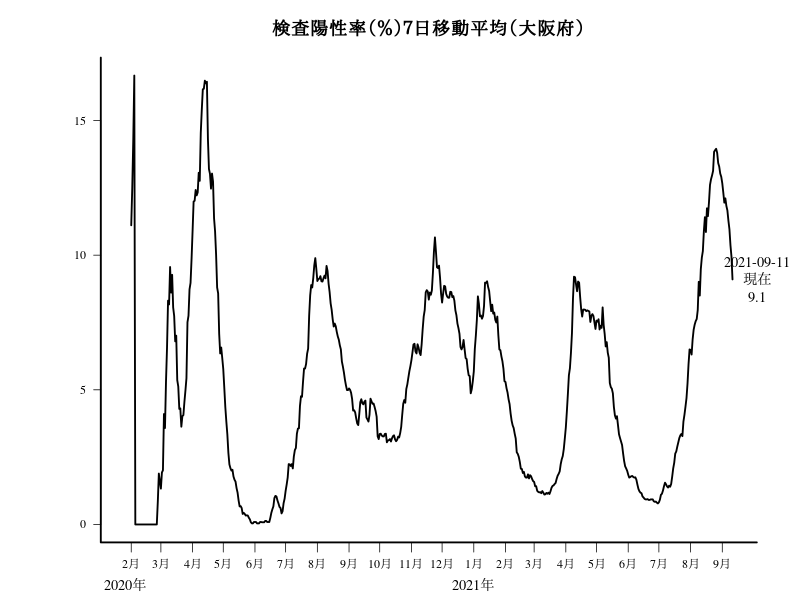 検査陽性率(%)7日移動平均(大阪府)
15
10
5
0
2021-09-11
現在
9.1
2月 3月 4月 5月 6月 7月 8月 9月 10月 11月 12月 1月 2月 3月 4月 5月 6月 7月 8月 9月
2020年 2021年